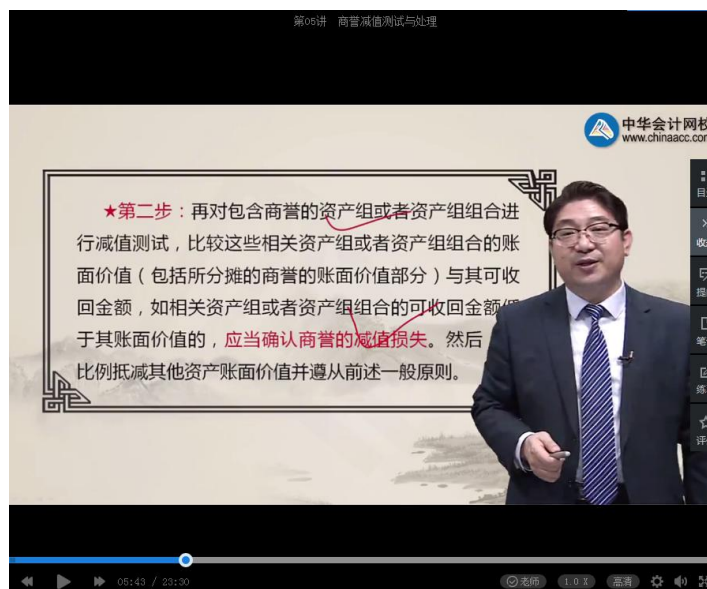 第05讲 商誉减值测试与处理
中华会计网校
www.chinaacc.com
★第二步：再对包含商誉的资产组或者资产组组合进
行减值测试，比较这些相关资产组或者资产组组合的账
面价值（包括所分摊的商誉的账面价值部分）与其可收
回金额，如相关资产组或者资产组组合的可收回金额
于其账面价值的，应当确认商誉的减值损失。然后
比例抵减其他资产账面价值并遵从前述一般原则。
目
收
提
笔
练
评
05:43 / 23:30
老师
1.0 X
高清